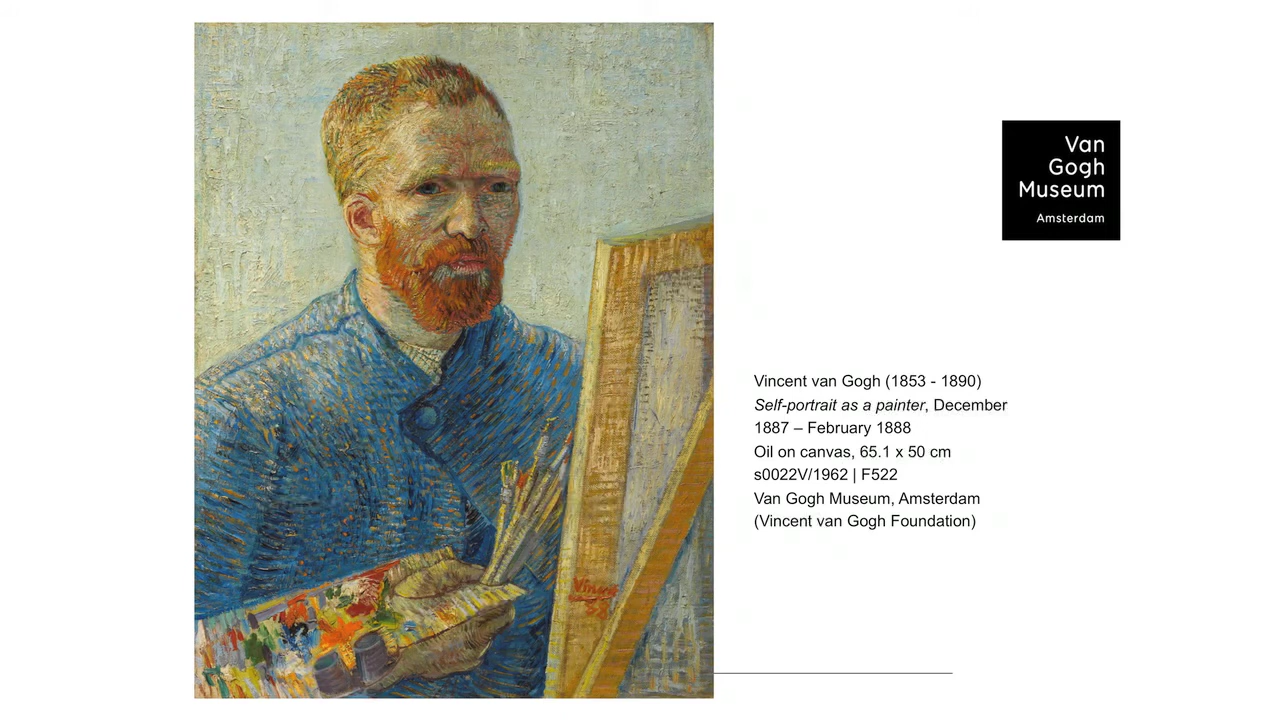 Van
Gogh
Museum
Amsterdam
Vincent van Gogh (1853 - 1890)
Self-portrait as a painter, December
1887 – February 1888
Oil on canvas, 65.1 x 50 cm
s0022V/1962 | F522
Van Gogh Museum, Amsterdam
(Vincent van Gogh Foundation)